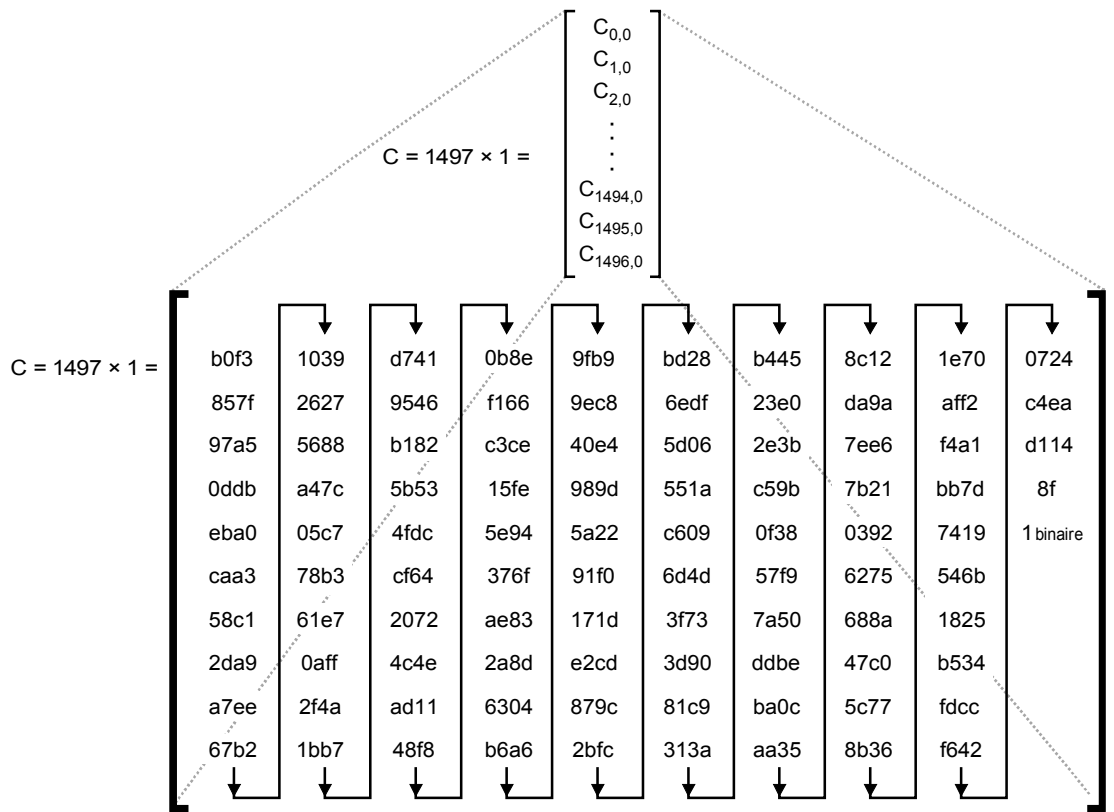 C0,0
C1,0
C2,0
C = 1497 × 1 =
C1494,0
C1495,0
C1496,0
C = 1497 × 1 =
b0f3 1039 d741 0b8e 9fb9 bd28 b445 8c12 1e70 0724
857f 2627 9546 f166 9ec8 6edf 23e0 da9a aff2 c4ea
97a5 5688 b182 c3ce 40e4 5d06 2e3b 7ee6 f4a1 d114
0ddb a47c 5b53 15fe 989d 551a c59b 7b21 bb7d 8f
eba0 05c7 4fdc 5e94 5a22 c609 0f38 0392 7419 1 binaire
caa3 78b3 cf64 376f 91f0 6d4d 57f9 6275 546b
58c1 61e7 2072 ae83 171d 3f73 7a50 688a 1825
2da9 0aff 4c4e 2a8d e2cd 3d90 ddbe 47c0 b534
a7ee 2f4a ad11 6304 879c 81c9 ba0c 5c77 fdcc
67b2 1bb7 48f8 b6a6 2bfc 313a aa35 8b36 f642